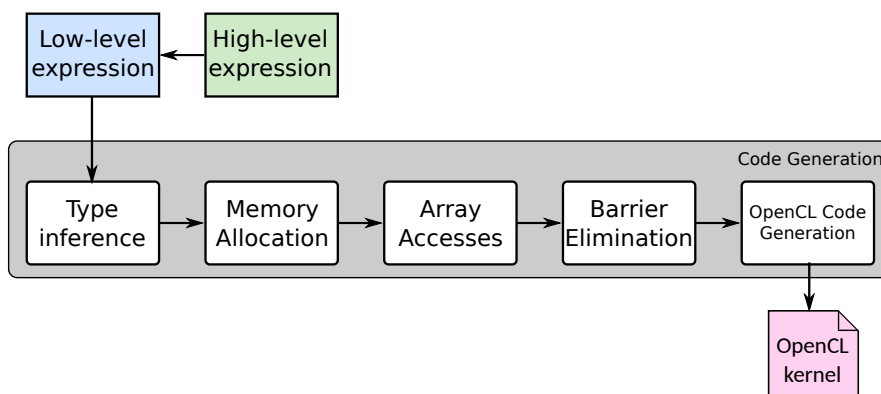 Low-level
expression
High-level
expression
Code Generation
Type
inference
Memory
Allocation
Array
Accesses
Barrier
Elimination
OpenCL Code
Generation
OpenCL
kernel